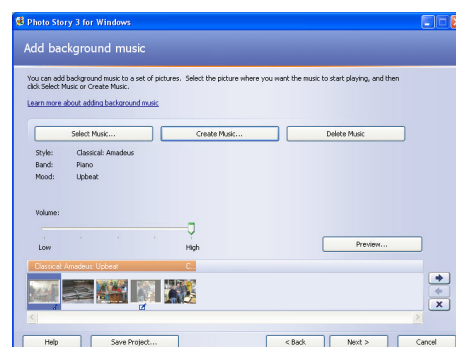 Photo Story 3 for Windows
Add background music
You can add background music to a set of pictures.  Select the picture where you want the music to start playing, and then
click Select Music or Create Music.
Learn more about adding background music
Select Music... Create Music... Delete Music
Style: Classical: Amadeus
Band: Piano
Mood: Upbeat
Volume:
Low High
Preview...
Classical: Amadeus: Upbeat C.
Help Save Project... < Back Next > Cancel